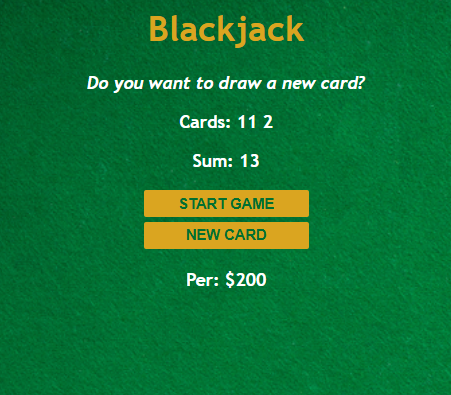 Blackjack
Do you want to draw a new card?
Cards: 11 2
Sum: 13
START GAME
NEW CARD
Per: $200